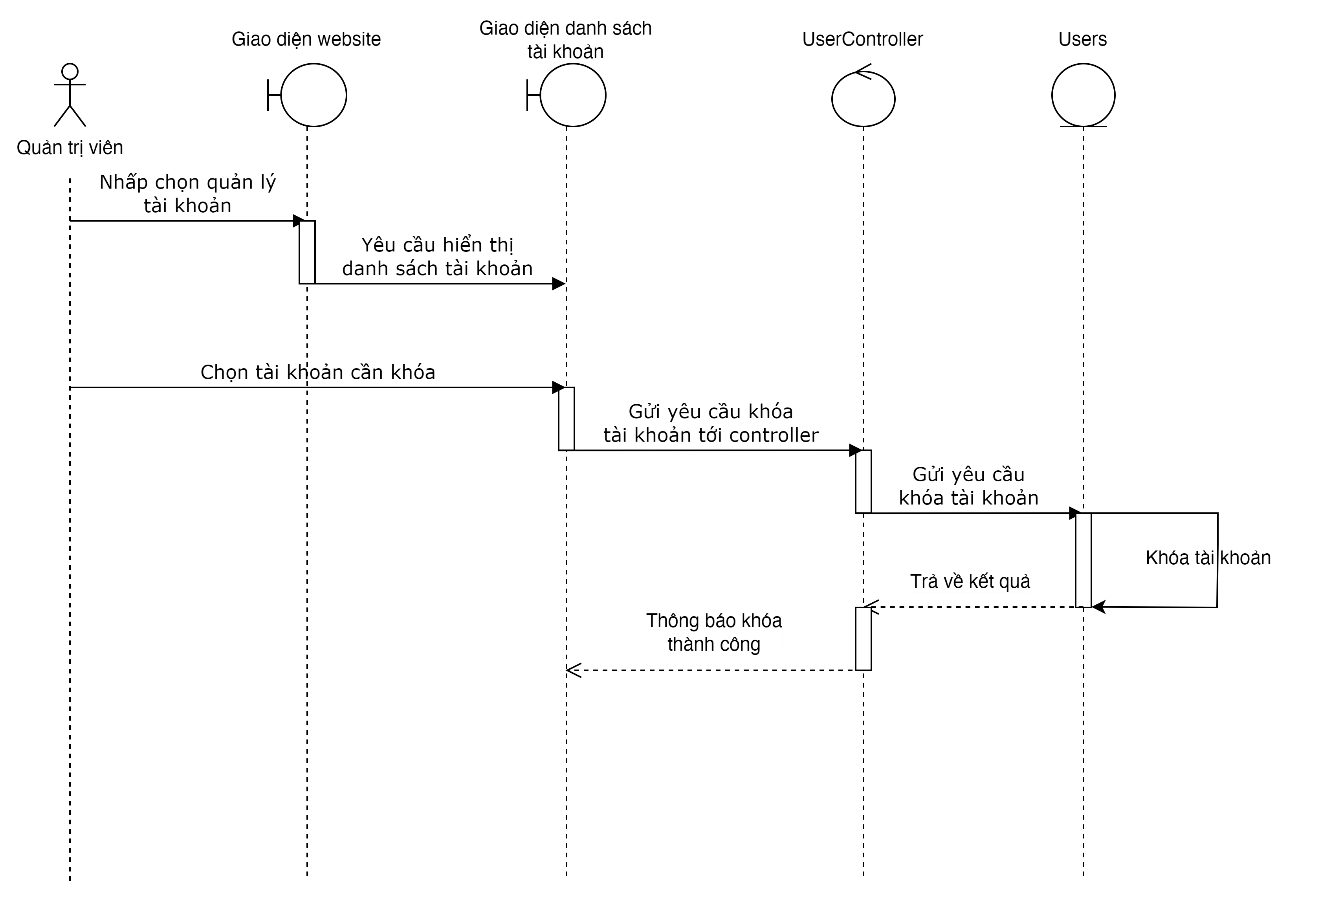 Giao diện website
Giao diện danh sách
tài khoản
UserController
Users
Quản trị viên
Nhấp chọn quản lý
tài khoản
Yêu cầu hiển thị
danh sách tài khoản
Chọn tài khoản cần khóa
Gửi yêu cầu khóa
tài khoản tới controller
Gửi yêu cầu
khóa tài khoản
Khóa tài khoản
Trả về kết quả
Thông báo khóa
thành công